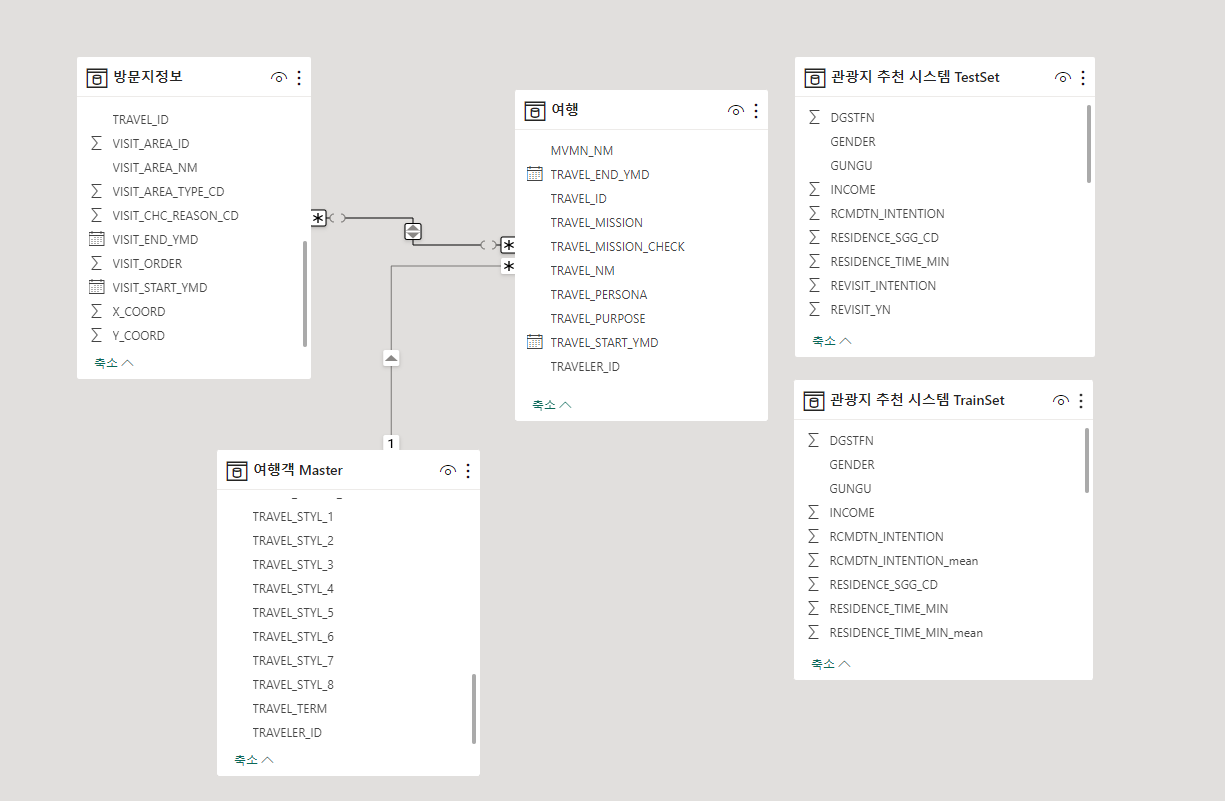 방문지정보
TRAVEL_ID
VISIT_AREA_ID
VISIT_AREA_NM
VISIT_AREA_TYPE_CD
VISIT_CHC_REASON_CD
VISIT_END_YMD
VISIT_ORDER
VISIT_START_YMD
X_COORD
Y_COORD
축소
여행
MVMN_NM
TRAVEL_END_YMD
TRAVEL_ID
TRAVEL_MISSION
TRAVEL_MISSION_CHECK
TRAVEL_NM
TRAVEL_PERSONA
TRAVEL_PURPOSE
TRAVEL_START_YMD
TRAVELER_ID
축소
*
*
*
1
여행객 Master
TRAVEL_STYL_1
TRAVEL_STYL_2
TRAVEL_STYL_3
TRAVEL_STYL_4
TRAVEL_STYL_5
TRAVEL_STYL_6
TRAVEL_STYL_7
TRAVEL_STYL_8
TRAVEL_TERM
TRAVELER_ID
축소
관광지 추천 시스템 TestSet
DGSTFN
GENDER
GUNGU
INCOME
RCMDTN_INTENTION
RESIDENCE_SGG_CD
RESIDENCE_TIME_MIN
REVISIT_INTENTION
REVISIT_YN
축소
관광지 추천 시스템 TrainSet
DGSTFN
GENDER
GUNGU
INCOME
RCMDTN_INTENTION
RCMDTN_INTENTION_mean
RESIDENCE_SGG_CD
RESIDENCE_TIME_MIN
RESIDENCE_TIME_MIN_mean
축소